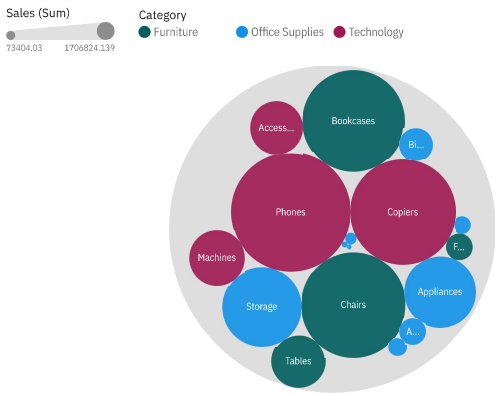 Sales (Sum)
73404.03
1706824.139
Category
Furniture
Office Supplies
Technology
Bookcases
Access...
Bi...
Phones
Copiers
F...
Machines
Appliances
Storage
Chairs
A...
Tables